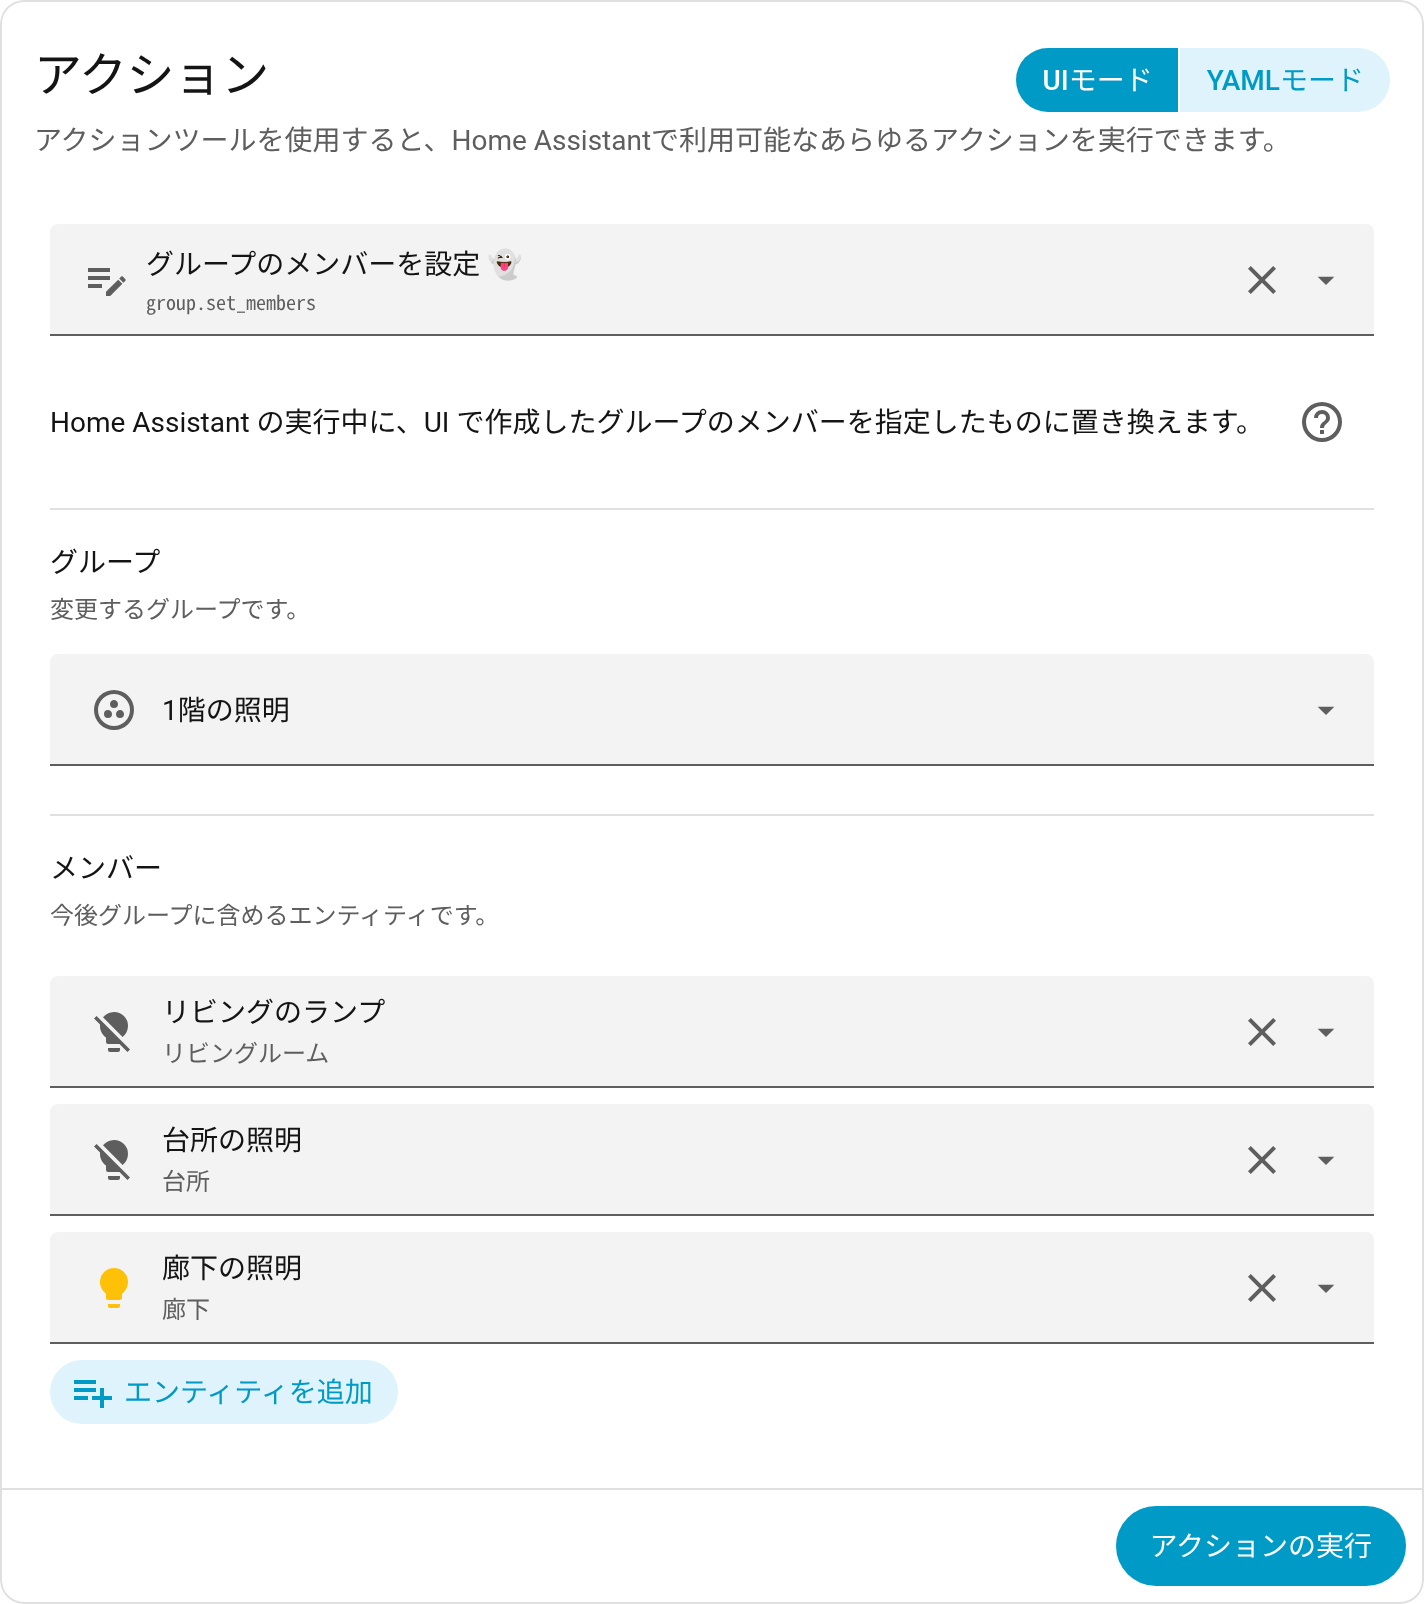 アクション
UIモード
YAMLモード
アクションツールを使用すると、Home Assistantで利用可能なあらゆるアクションを実行できます。
グループのメンバーを設定 👻
group.set_members
Home Assistant の実行中に、UI で作成したグループのメンバーを指定したものに置き換えます。
グループ
変更するグループです。
1階の照明
メンバー
今後グループに含めるエンティティです。
リビングのランプ
リビングルーム
台所の照明
台所
廊下の照明
廊下
エンティティを追加
アクションの実行